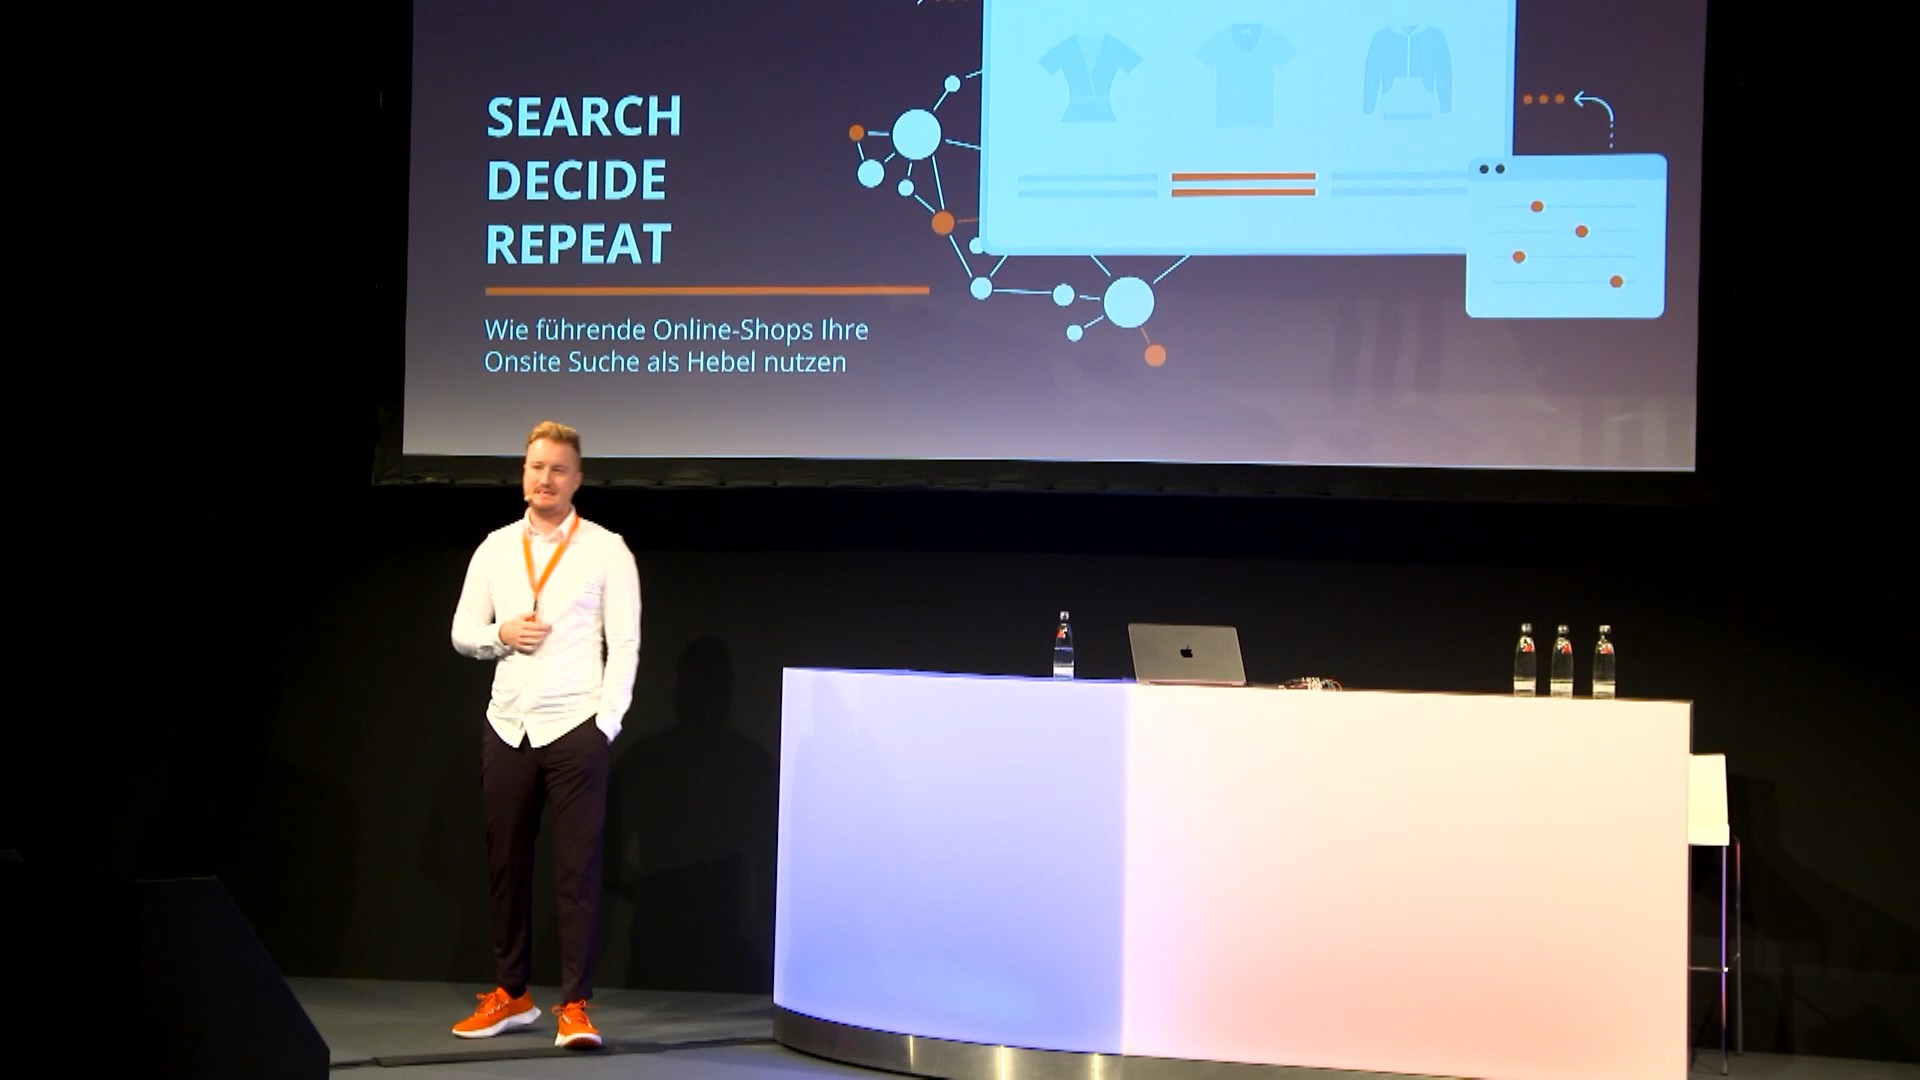 SEARCH
DECIDE
REPEAT
Wie führende Online-Shops Ihre
Onsite Suche als Hebel nutzen